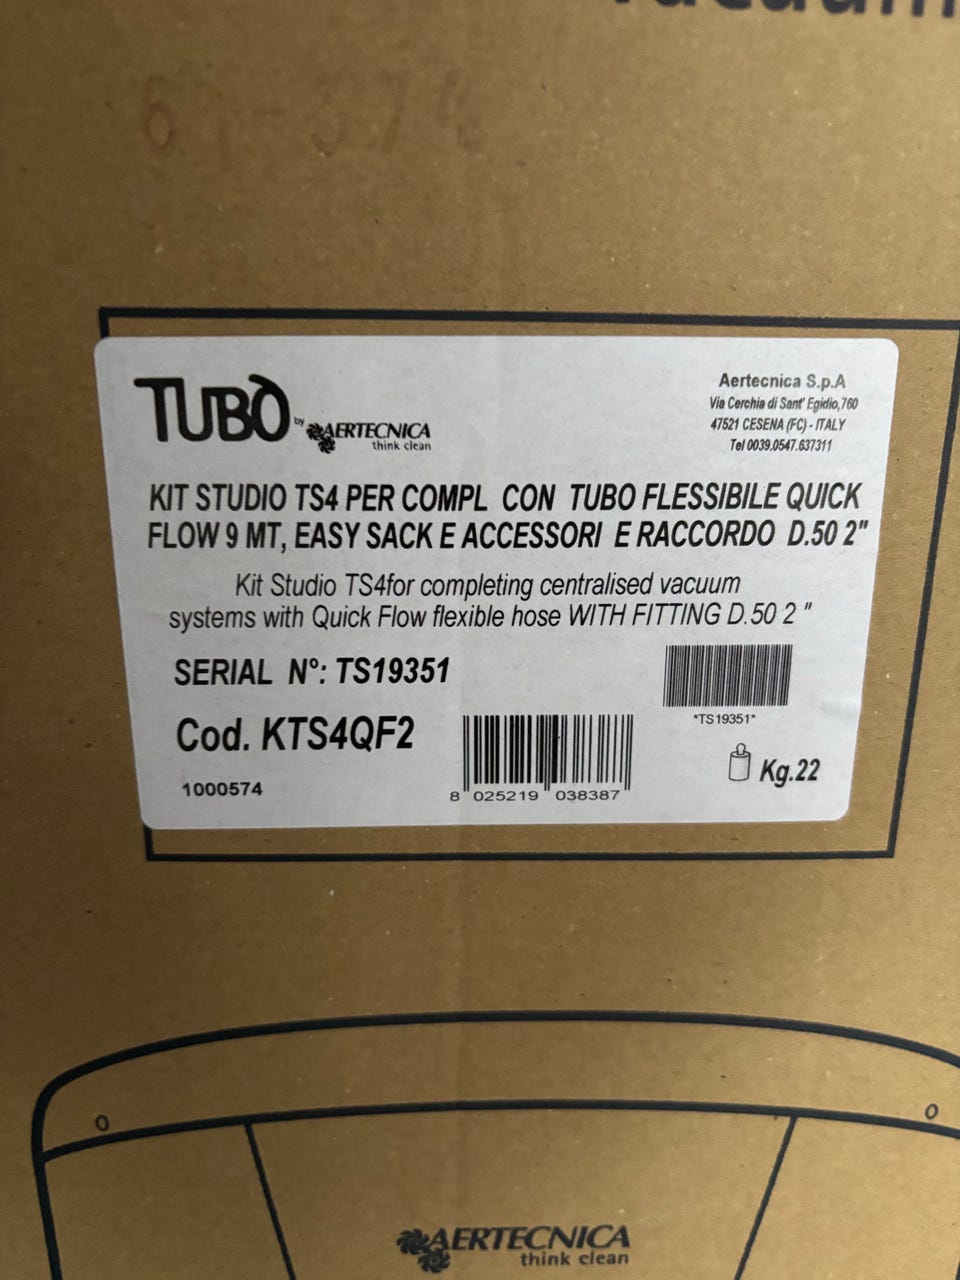 TUBÒ
by AERTECNICA
think clean
Aertecnica S.p.A
Via Cerchia di Sant' Egidio,760
47521 CESENA (FC) - ITALY
Tel 0039.0547.637311
KIT STUDIO TS4 PER COMPL CON TUBO FLESSIBILE QUICK
FLOW 9 MT, EASY SACK E ACCESSORI E RACCORDO D.50 2"
Kit Studio TS4for completing centralised vacuum
systems with Quick Flow flexible hose WITH FITTING D.50 2 "
SERIAL Nº: TS19351
*TS19351*
Cod. KTS4QF2
Kg.22
1000574
8 025219 038387
AERTECNICA
think clean